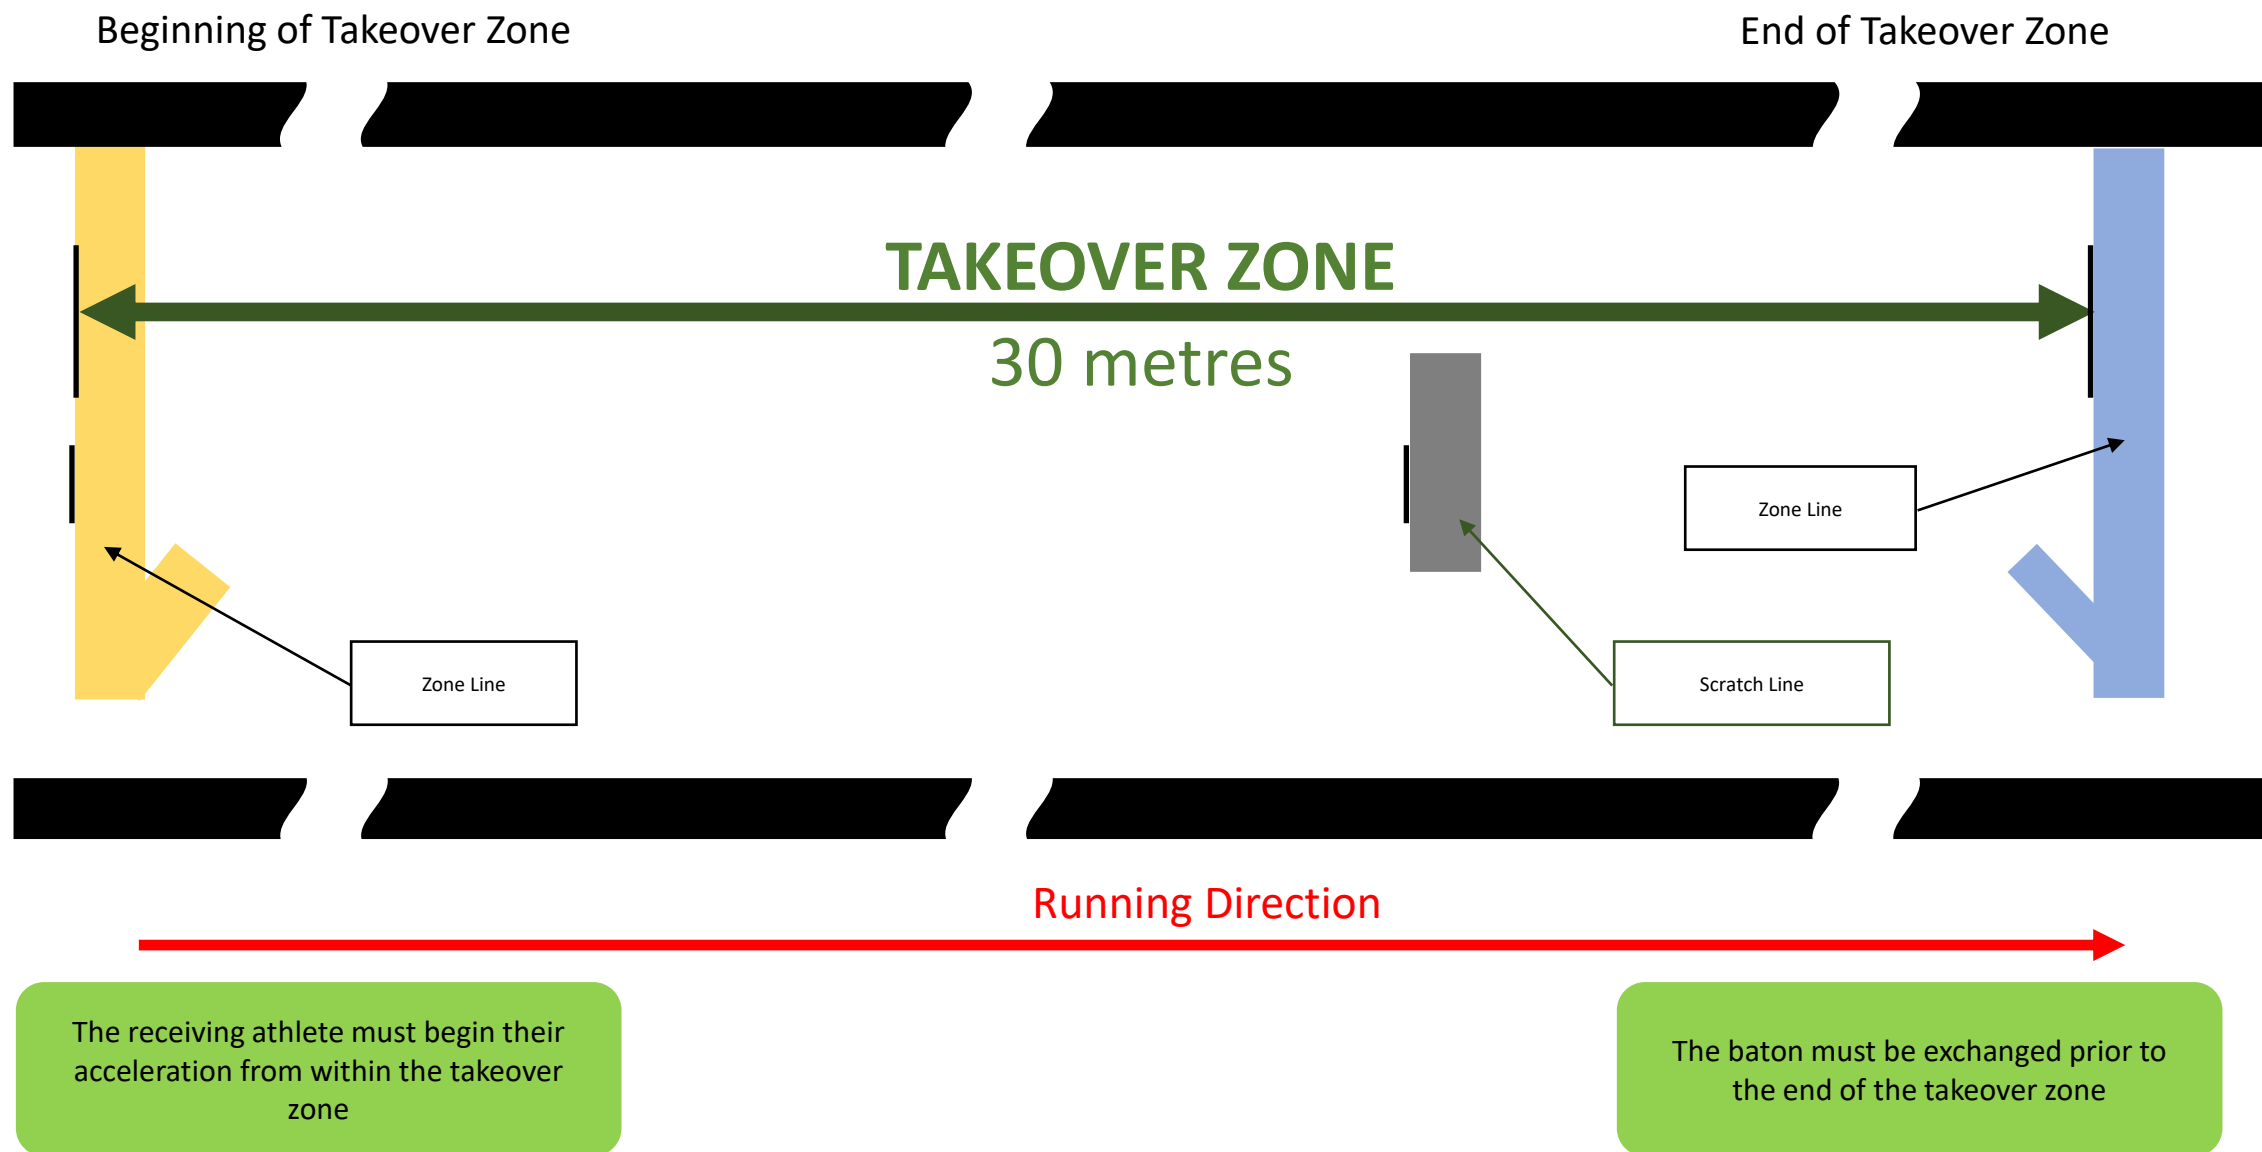 Beginning of Takeover Zone
End of Takeover Zone
TAKEOVER ZONE
30 metres
Zone Line
Zone Line
Scratch Line
Running Direction
The receiving athlete must begin their
acceleration from within the takeover
zone
The baton must be exchanged prior to
the end of the takeover zone